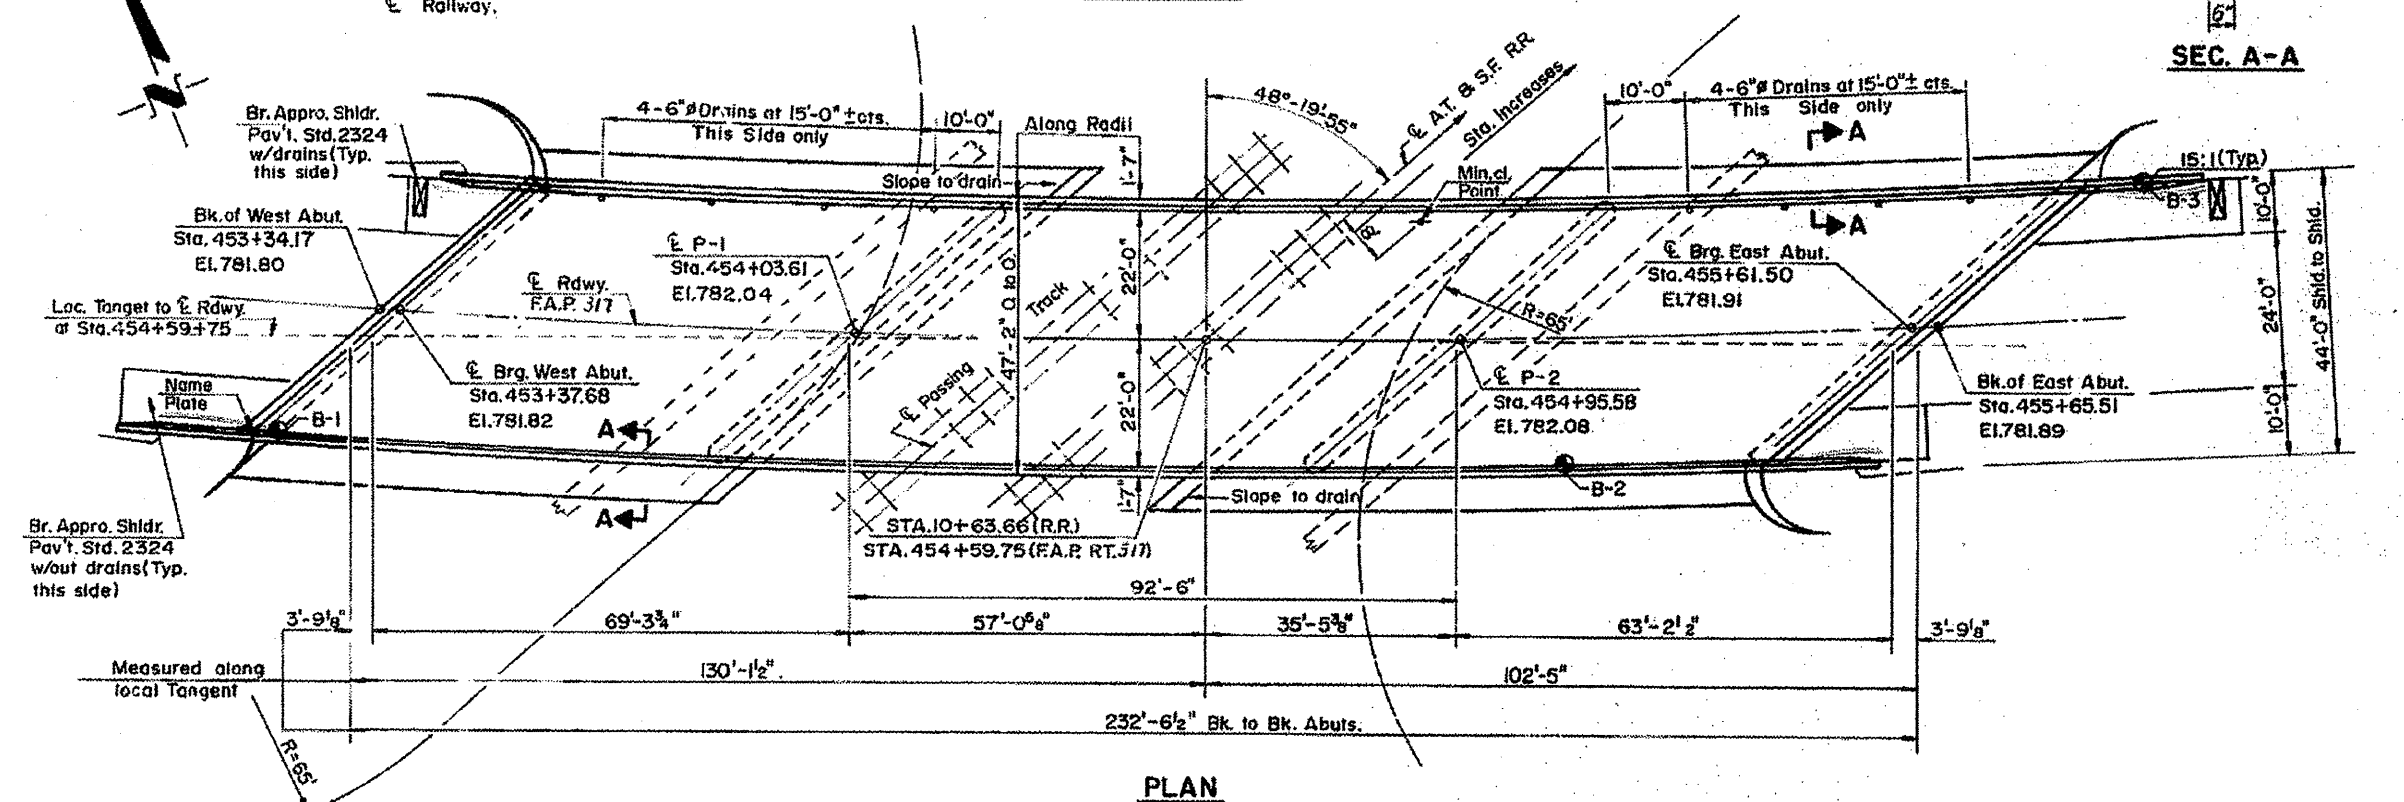 ℄ Railway.
6"
SEC. A-A
Br. Appro. Shldr.
Pav't. Std. 2324
w/drains (Typ.
this side)
4-6"ø Drains at 15'-0" ± cts.
This Side only
10'-0"
Along Radii
1'-7"
48°-19'-55"
℄ A.T. & S.F. R.R.
Sta. Increases
10'-0"
4-6"ø Drains at 15'-0" ± cts.
This Side only
A
A
15:1 (Typ.)
B-3
Slope to drain
Min. cl.
Point
8'
Bk. of West Abut.
Sta. 453+34.17
El. 781.80
℄ P-1
Sta. 454+03.61
El. 782.04
℄ Rdwy.
F.A.P. 317
Loc. Tanget to ℄ Rdwy.
at Sta. 454+59+75
Track
22'-0"
47'-2" O to O
22'-0"
1'-7"
℄ Passing
R=65'
℄ Brg. East Abut.
Sta. 455+61.50
El. 781.91
10'-0"
24'-0"
10'-0"
44'-0" Shld. to Shld.
Name
Plate
B-1
℄ Brg. West Abut.
Sta. 453+37.68
El. 781.82
℄ P-2
Sta. 454+95.58
El. 782.08
Bk. of East Abut.
Sta. 455+65.51
El. 781.89
A
A
B-2
Slope to drain
STA. 10+63.66 (R.R.)
STA. 454+59.75 (F.A.P. RT. 317)
Br. Appro. Shldr.
Pav't. Std. 2324
w/out drains (Typ.
this side)
92'-6"
3'-9⅛"
69'-3¾"
57'-0⅝"
35'-5⅜"
63'-2½"
3'-9⅛"
Measured along
local Tangent
130'-1½"
102'-5"
232'-6½" Bk. to Bk. Abuts.
R=65'
PLAN